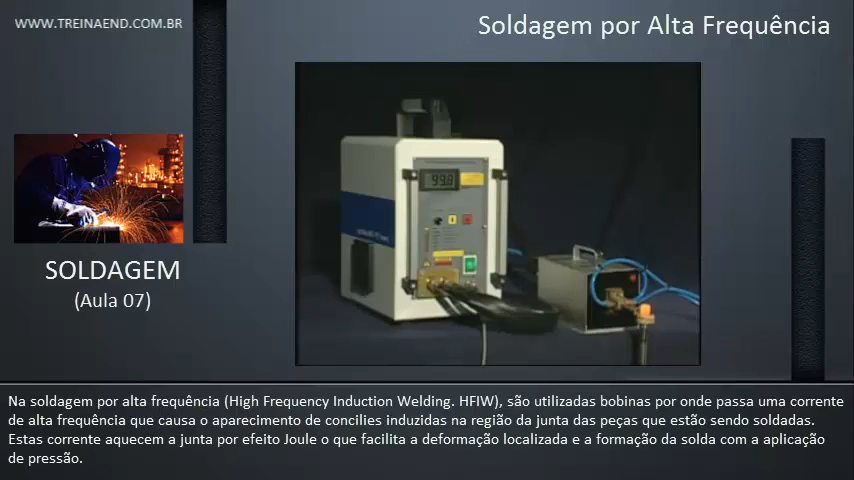 WWW.TREINAEND.COM.BR
Soldagem por Alta Frequência
99.9
SOLDAGEM
(Aula 07)
Na soldagem por alta frequência (High Frequency Induction Welding. HFIW), são utilizadas bobinas por onde passa uma corrente
de alta frequência que causa o aparecimento de concilies induzidas na região da junta das peças que estão sendo soldadas.
Estas corrente aquecem a junta por efeito Joule o que facilita a deformação localizada e a formação da solda com a aplicação
de pressão.